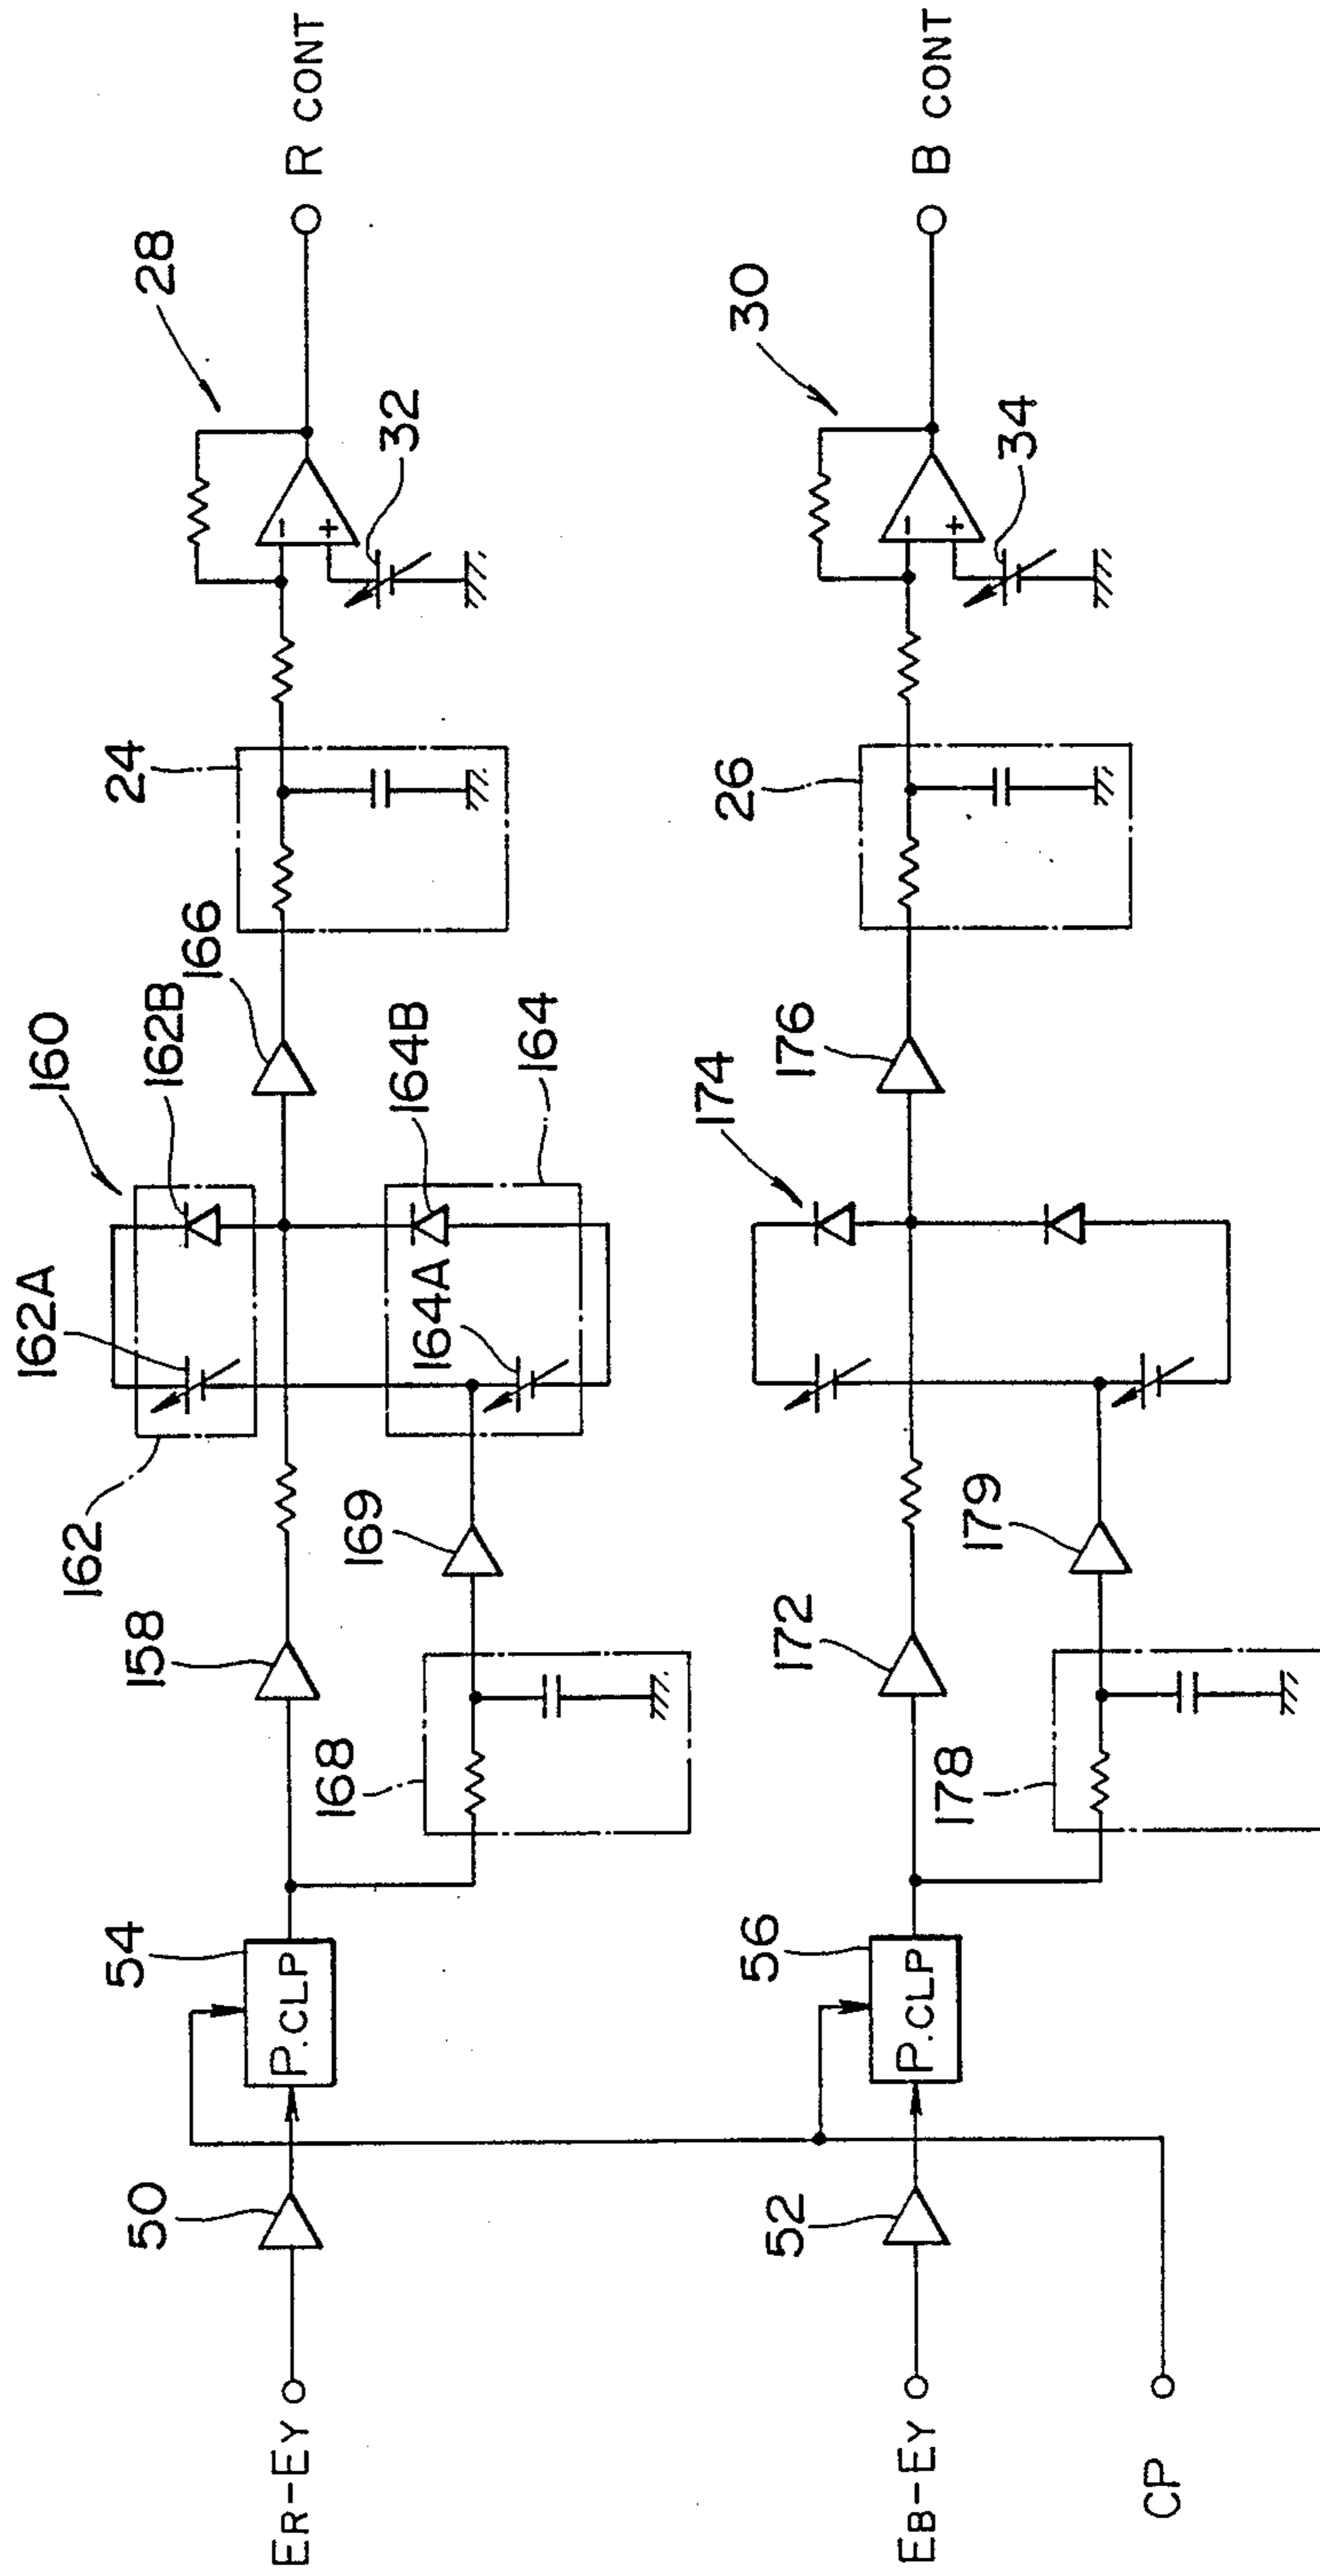 ER-EY
50
54
P.CLP
158
168
169
162
162A
160
162B
164A
164B
164
166
24
28
32
-
+
R CONT
EB-EY
52
56
P.CLP
172
178
179
174
176
26
30
34
-
+
B CONT
CP